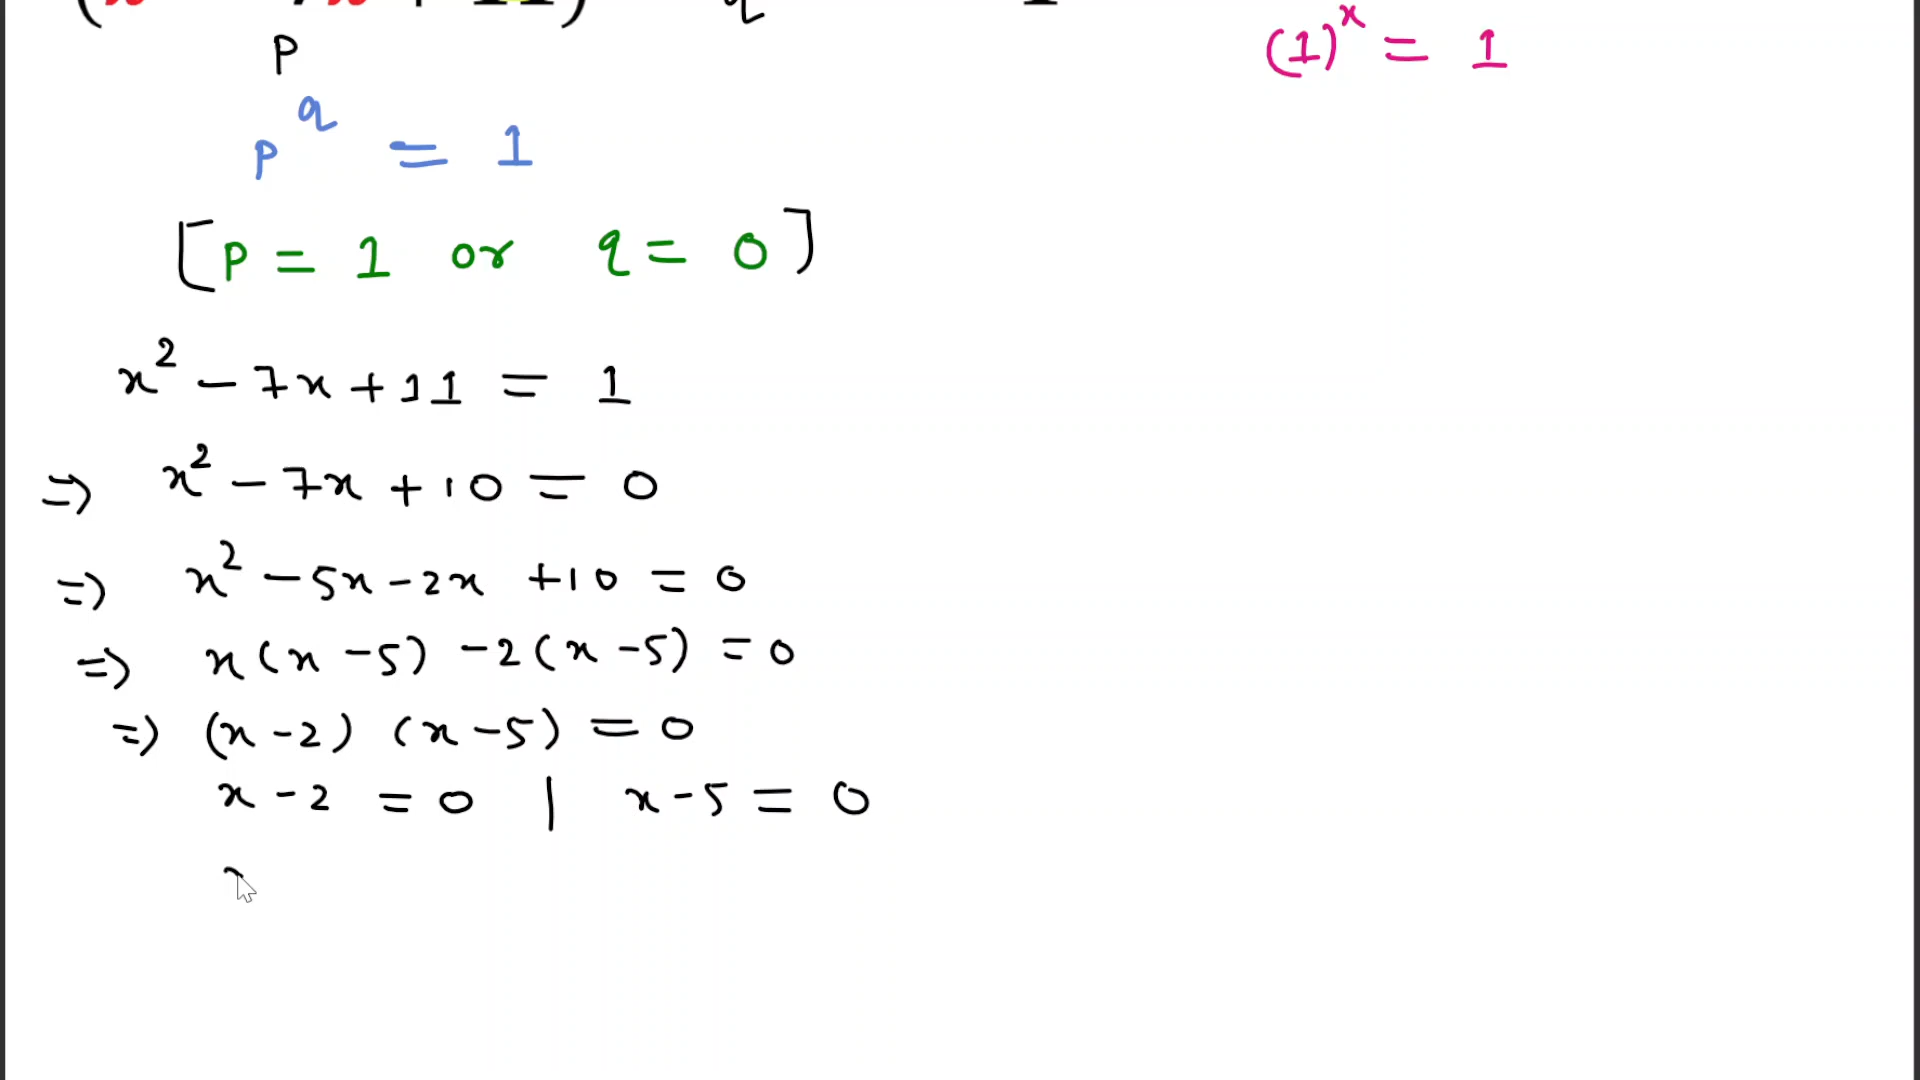 q
p
(1)^x = 1
p^q = 1
[p = 1 or q = 0]
x² - 7x + 11 = 1
=> x² - 7x + 10 = 0
=> x² - 5x - 2x + 10 = 0
=> x(x - 5) - 2(x - 5) = 0
=> (x - 2) (x - 5) = 0
x - 2 = 0 | x - 5 = 0